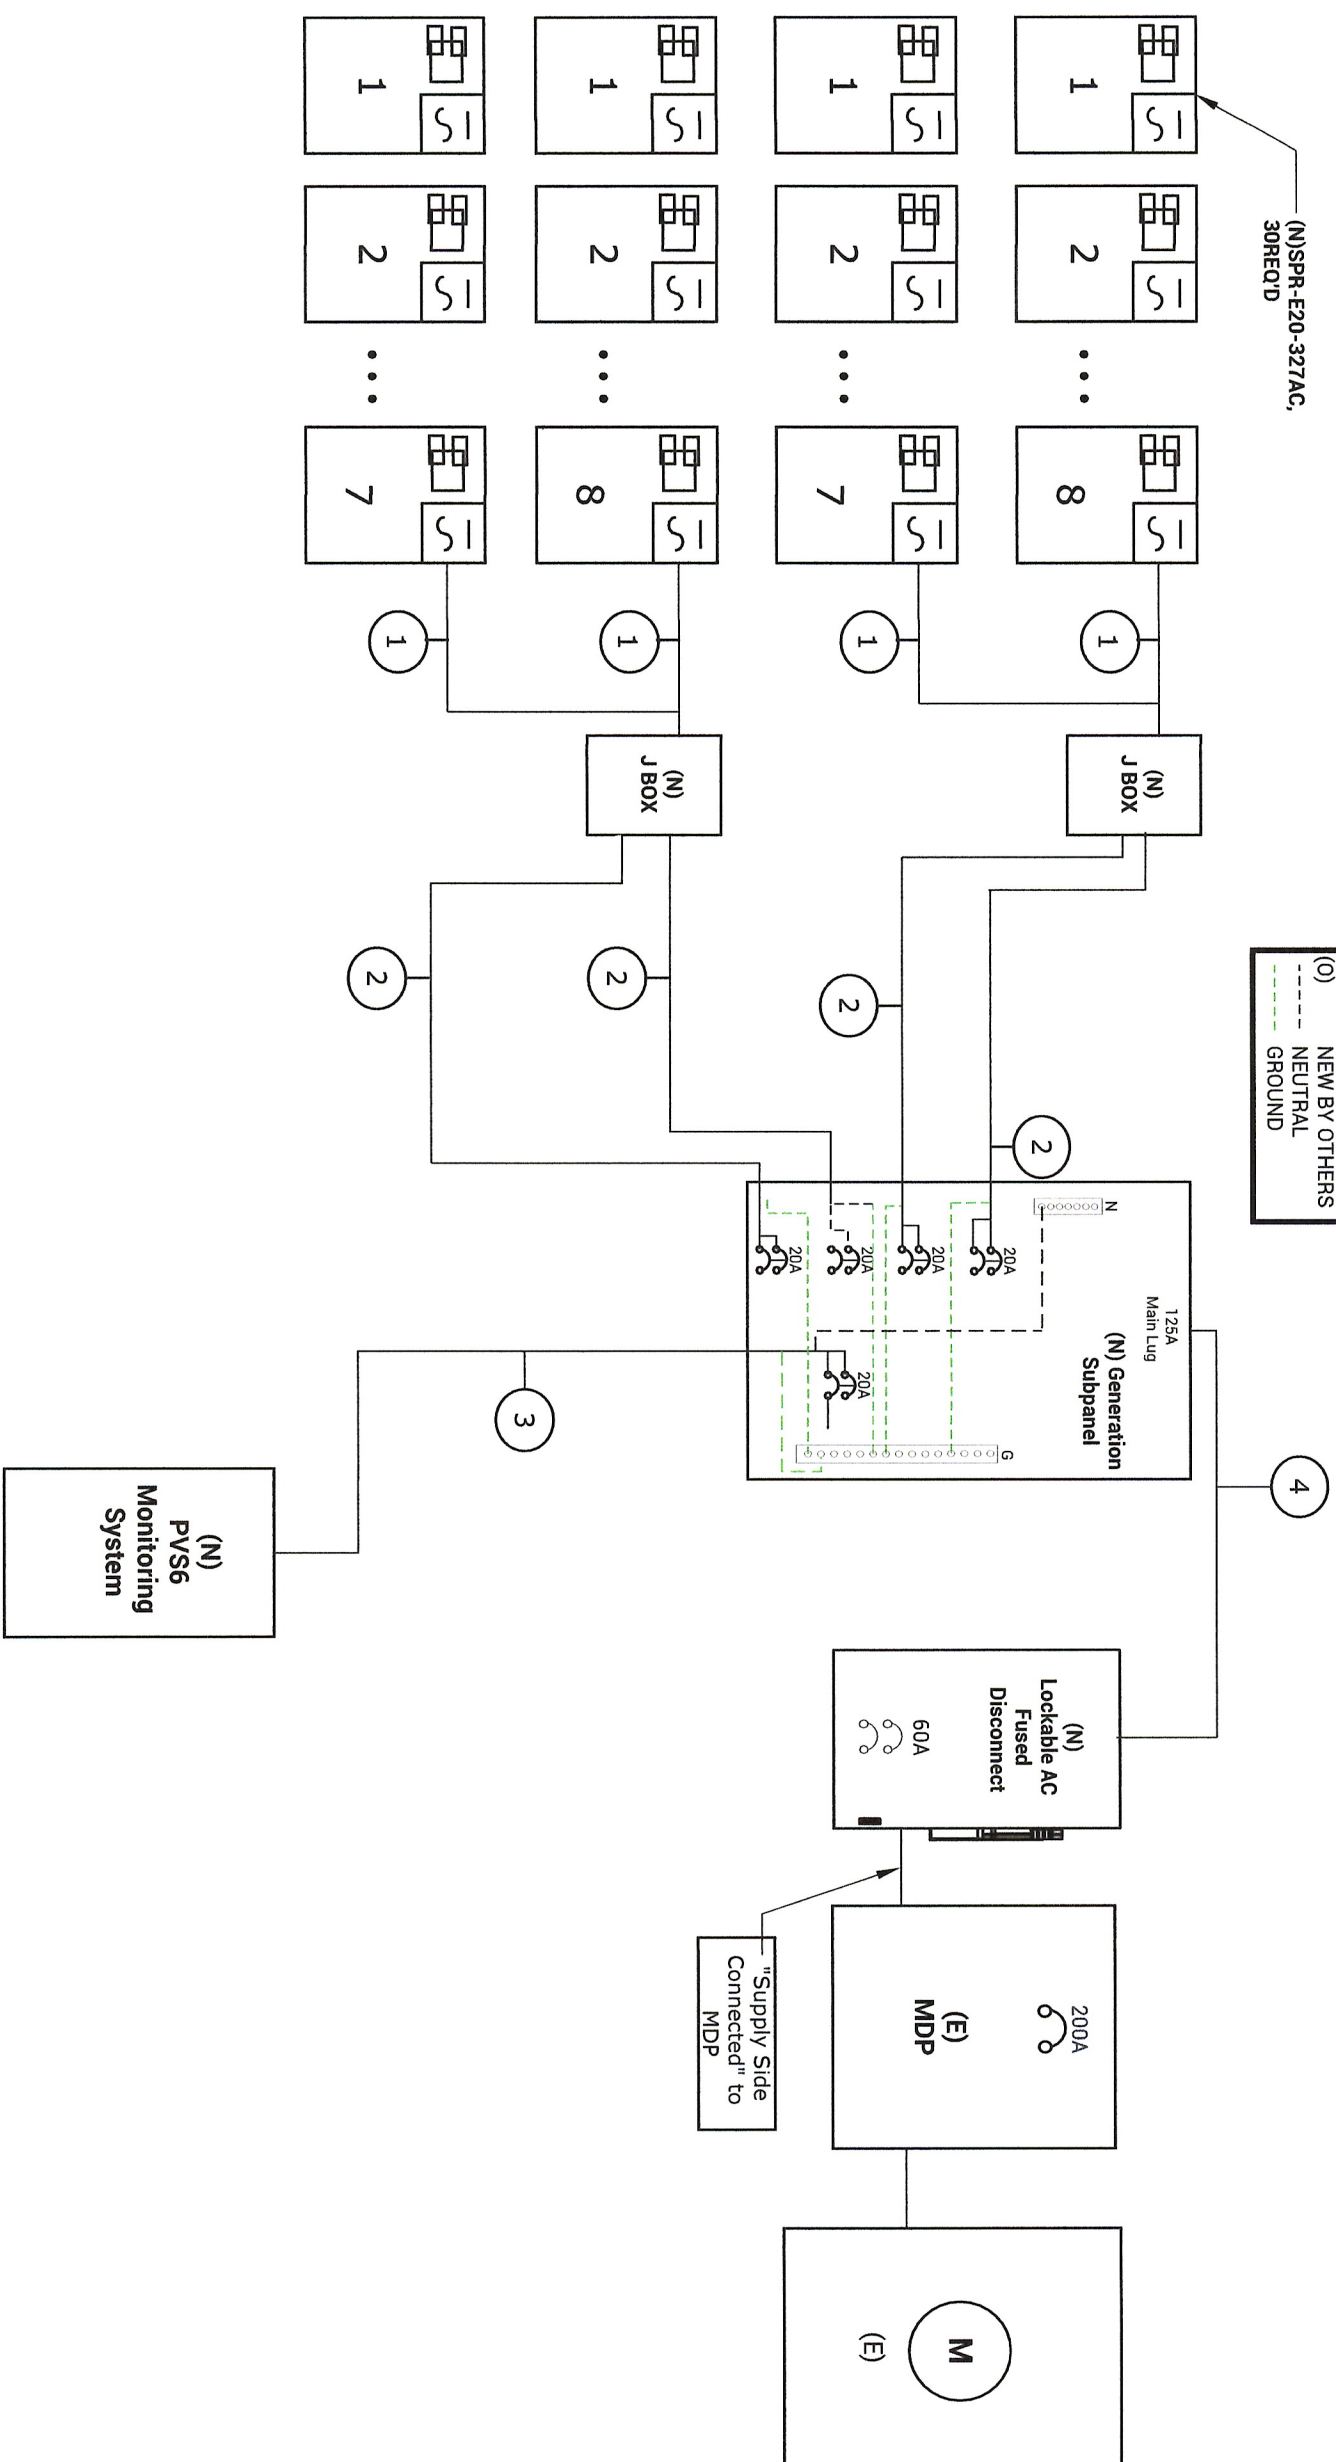 (N)SPR-E20-327AC,
30REQ'D
(O) NEW BY OTHERS
NEUTRAL
GROUND
1
2
8
1
2
7
1
2
8
1
2
7
1
1
1
1
(N)
J BOX
(N)
J BOX
2
2
2
2
N
125A
Main Lug
(N) Generation
Subpanel
20A
20A
20A
20A
20A
G
3
4
(N)
PVS6
Monitoring
System
(N)
Lockable AC
Fused
Disconnect
60A
"Supply Side
Connected" to
MDP
200A
(E)
MDP
M
(E)